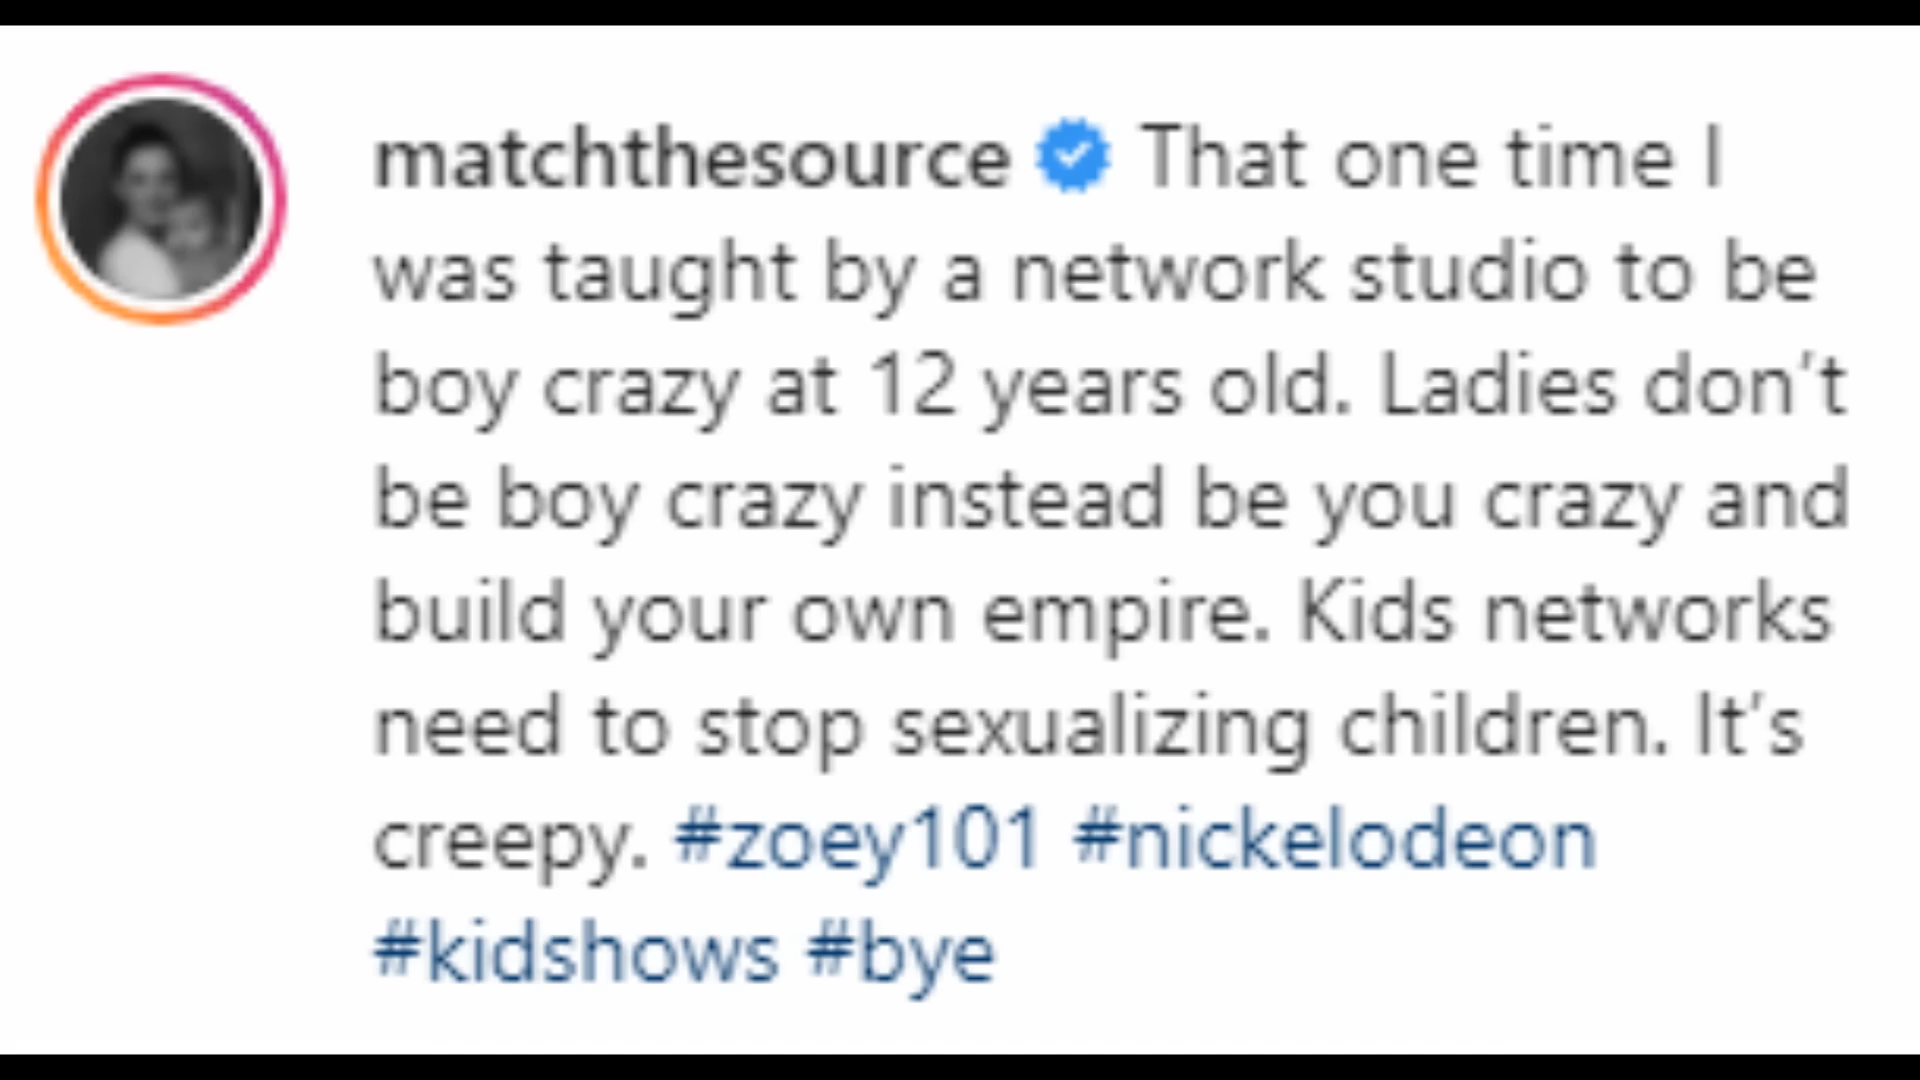 matchthesource That one time I
was taught by a network studio to be
boy crazy at 12 years old. Ladies don't
be boy crazy instead be you crazy and
build your own empire. Kids networks
need to stop sexualizing children. It's
creepy. #zoey101 #nickelodeon
#kidshows #bye